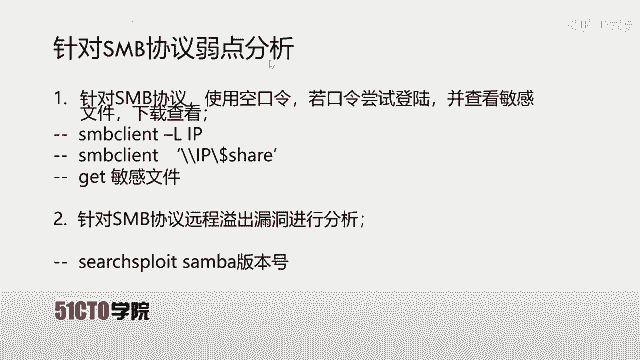 针对SMB协议弱点分析
1. 针对SMB协议，使用空口令，若口令尝试登陆，并查看敏感
文件，下载查看；
-- smbclient –L IP
-- smbclient ‘\\IP\$share’
-- get 敏感文件
2. 针对SMB协议远程溢出漏洞进行分析；
-- searchsploit samba版本号
51CTO学院